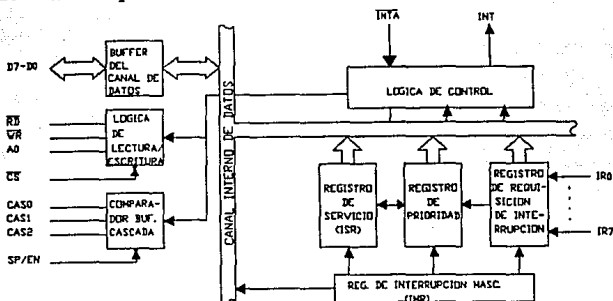 INTA
INT
D7-D0
BUFFER
DEL
CANAL DE
DATOS
LOGICA DE CONTROL
RD
WR
A0
CS
LOGICA
DE
LECTURA/
ESCRITURA
CAS0
CAS1
CAS2
SP/EN
COMPARA-
DOR BUF.
CASCADA
CANAL INTERNO DE DATOS
REGISTRO
DE
SERVICIO
(ISR)
REGISTRO
DE
PRIORIDAD
REGISTRO
DE REQUI-
SICION
DE INTE-
RRUPCION
IR0
IR7
REG. DE INTERRUPCION MASC.
(IMR)